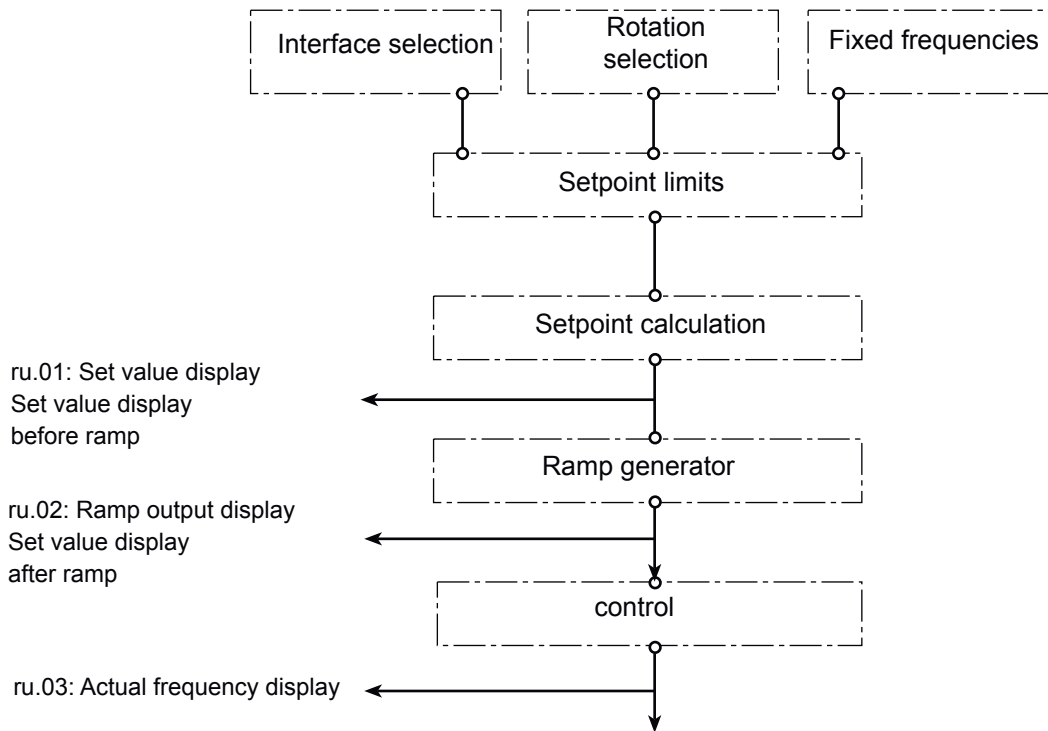 Interface selection
Rotation
selection
Fixed frequencies
Setpoint limits
Setpoint calculation
ru.01: Set value display
Set value display
before ramp
Ramp generator
ru.02: Ramp output display
Set value display
after ramp
control
ru.03: Actual frequency display